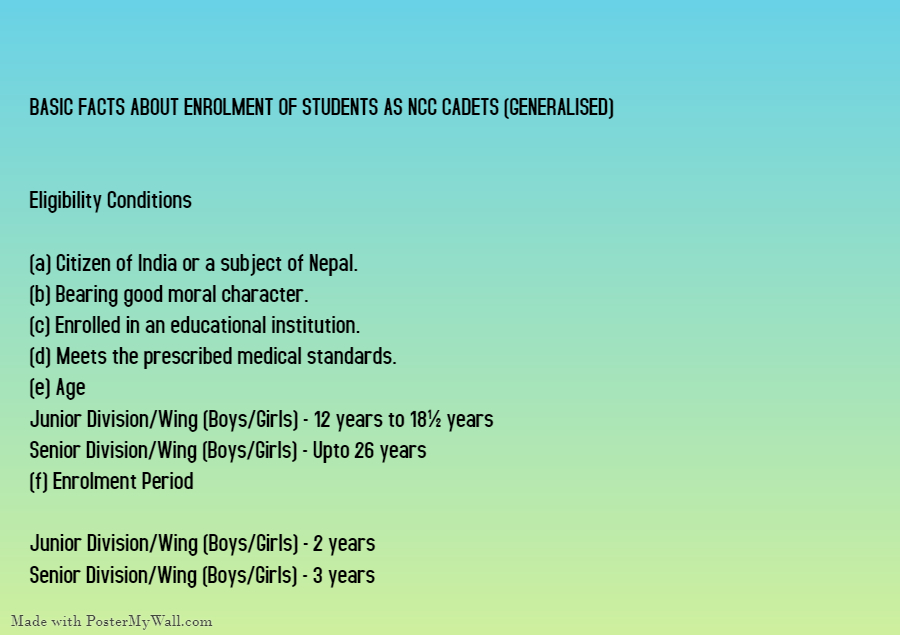 BASIC FACTS ABOUT ENROLMENT OF STUDENTS AS NCC CADETS (GENERALISED)
Eligibility Conditions
(a) Citizen of India or a subject of Nepal.
(b) Bearing good moral character.
(c) Enrolled in an educational institution.
(d) Meets the prescribed medical standards.
(e) Age
Junior Division/Wing (Boys/Girls) - 12 years to 18½ years
Senior Division/Wing (Boys/Girls) - Upto 26 years
(f) Enrolment Period
Junior Division/Wing (Boys/Girls) - 2 years
Senior Division/Wing (Boys/Girls) - 3 years
Made with PosterMyWall.com